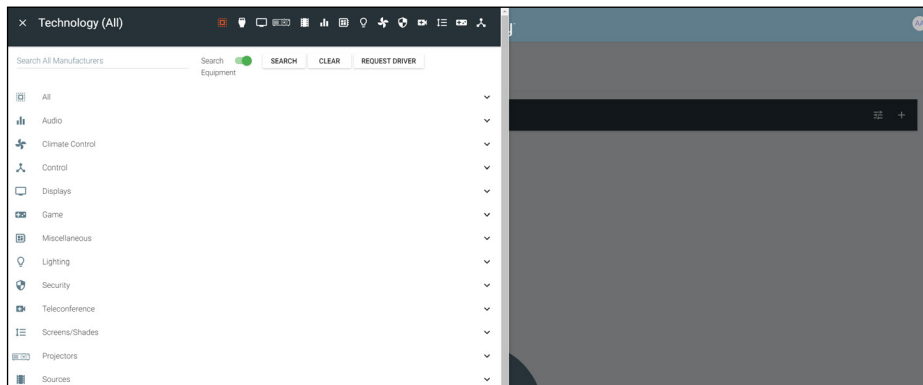 Technology (All)
Search All Manufacturers
Search
Equipment
SEARCH
CLEAR
REQUEST DRIVER
All
Audio
Climate Control
Control
Displays
Game
Miscellaneous
Lighting
Security
Teleconference
Screens/Shades
Projectors
Sources